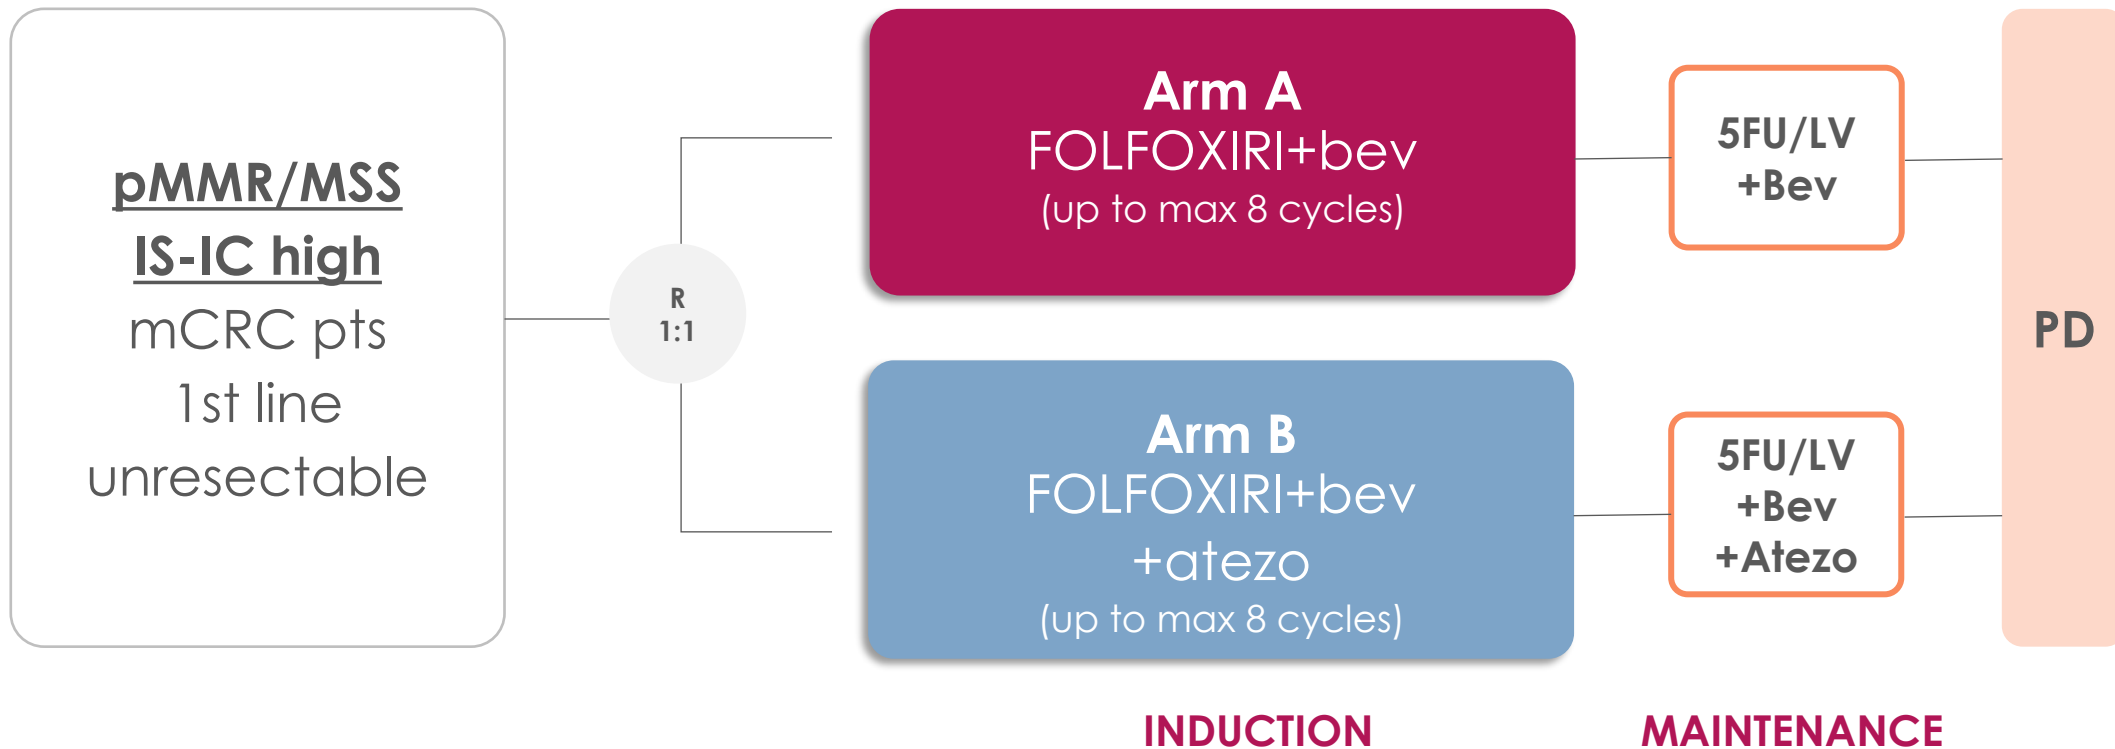 pMMR/MSS
IS-IC high
mCRC pts
1st line
unresectable
R
1:1
Arm A
FOLFOXIRI+bev
(up to max 8 cycles)
5FU/LV
+Bev
Arm B
FOLFOXIRI+bev
+atezo
(up to max 8 cycles)
5FU/LV
+Bev
+Atezo
PD
INDUCTION
MAINTENANCE